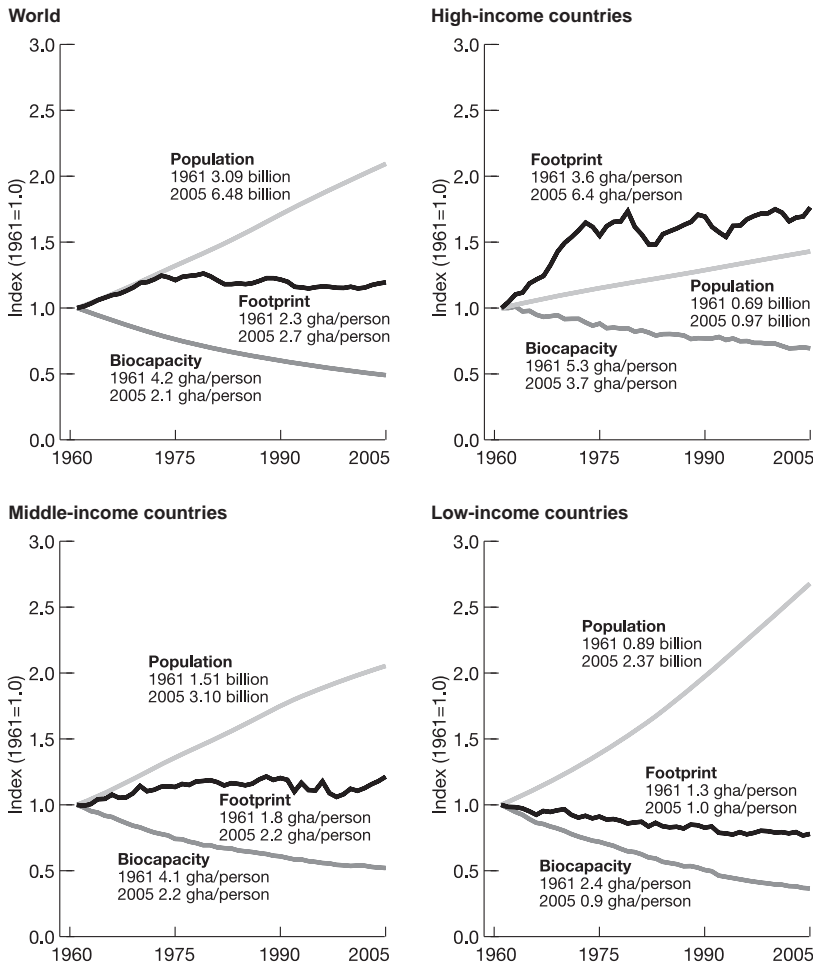 World
3.0
2.5
2.0
1.5
1.0
0.5
0.0
Index (1961=1.0)
Population
1961 3.09 billion
2005 6.48 billion
Footprint
1961 2.3 gha/person
2005 2.7 gha/person
Biocapacity
1961 4.2 gha/person
2005 2.1 gha/person
1960 1975 1990 2005
High-income countries
3.0
2.5
2.0
1.5
1.0
0.5
0.0
Index (1961=1.0)
Footprint
1961 3.6 gha/person
2005 6.4 gha/person
Population
1961 0.69 billion
2005 0.97 billion
Biocapacity
1961 5.3 gha/person
2005 3.7 gha/person
1960 1975 1990 2005
Middle-income countries
3.0
2.5
2.0
1.5
1.0
0.5
0.0
Index (1961=1.0)
Population
1961 1.51 billion
2005 3.10 billion
Footprint
1961 1.8 gha/person
2005 2.2 gha/person
Biocapacity
1961 4.1 gha/person
2005 2.2 gha/person
1960 1975 1990 2005
Low-income countries
3.0
2.5
2.0
1.5
1.0
0.5
0.0
Index (1961=1.0)
Population
1961 0.89 billion
2005 2.37 billion
Footprint
1961 1.3 gha/person
2005 1.0 gha/person
Biocapacity
1961 2.4 gha/person
2005 0.9 gha/person
1960 1975 1990 2005